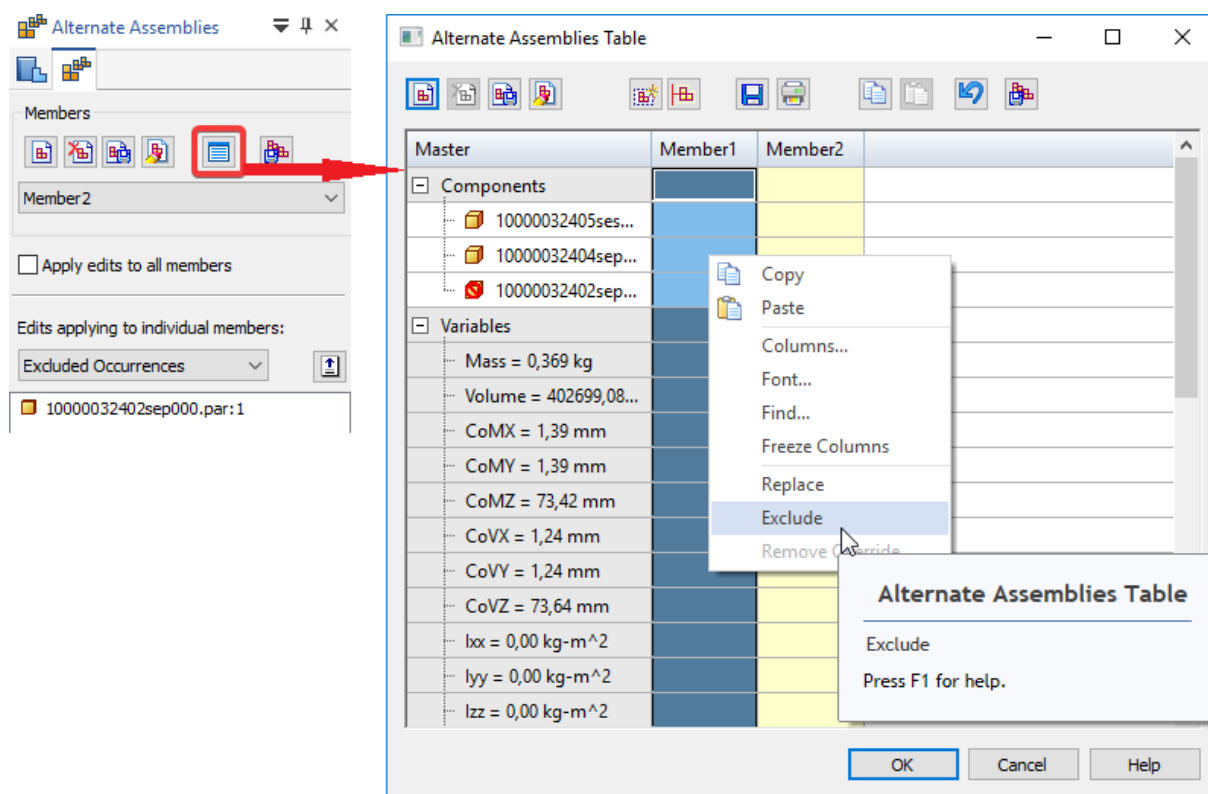 Alternate Assemblies
Members
Member2
Apply edits to all members
Edits applying to individual members:
Excluded Occurrences
10000032402sep000.par:1
Alternate Assemblies Table
Master Member1 Member2
Components
10000032405ses...
10000032404sep...
10000032402sep...
Variables
Mass = 0,369 kg
Volume = 402699,08...
CoMX = 1,39 mm
CoMY = 1,39 mm
CoMZ = 73,42 mm
CoVX = 1,24 mm
CoVY = 1,24 mm
CoVZ = 73,64 mm
Ixx = 0,00 kg-m^2
Iyy = 0,00 kg-m^2
Izz = 0,00 kg-m^2
Copy
Paste
Columns...
Font...
Find...
Freeze Columns
Replace
Exclude
Remove Override
Alternate Assemblies Table
Exclude
Press F1 for help.
OK Cancel Help